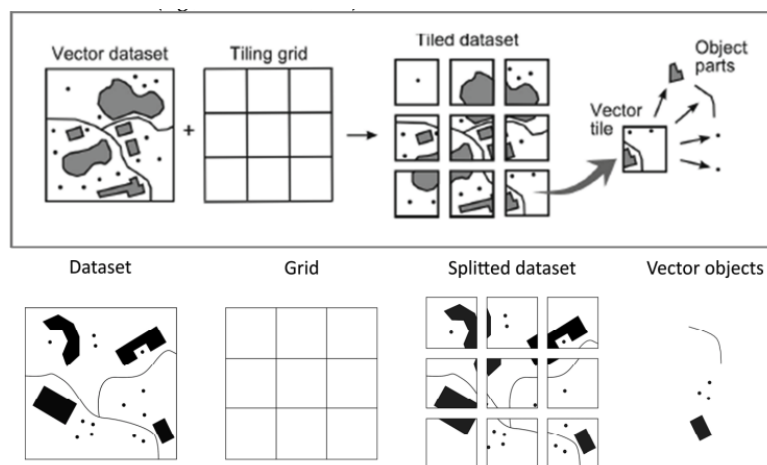 Vector dataset
Tiling grid
Tiled dataset
Object
parts
Vector
tile
Dataset
Grid
Splitted dataset
Vector objects